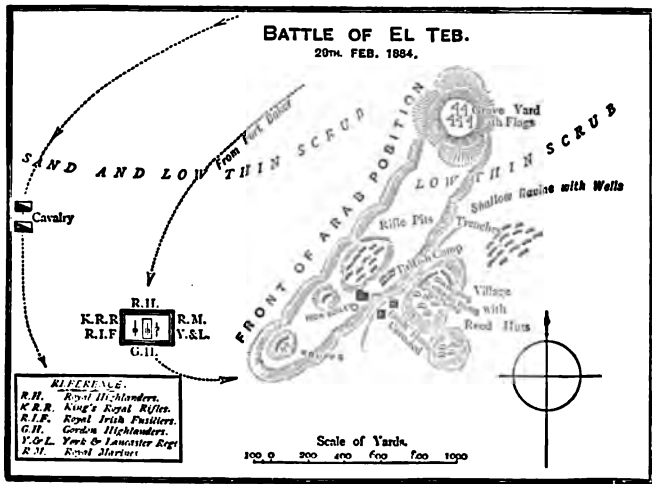 BATTLE OF EL TEB.
29TH. FEB. 1884.
Grave Yard
with Flags
From Fort Baker
SAND AND LOW THIN SCRUB
LOW THIN SCRUB
Shallow Ravine with Wells
FRONT OF ARAB POSITION
Rifle Pits
Trenches
Cavalry
Village
with
Reed Huts
R.H.
K.R.R. R.M.
R.I.F. Y.&L.
G.H.
REFERENCE.
R.H. Royal Highlanders.
K.R.R. King's Royal Rifles.
R.I.F. Royal Irish Fusiliers.
G.H. Gordon Highlanders.
Y.&L. York & Lancaster Regt
R.M. Royal Marines
Scale of Yards.
100 0 200 400 600 800 1000